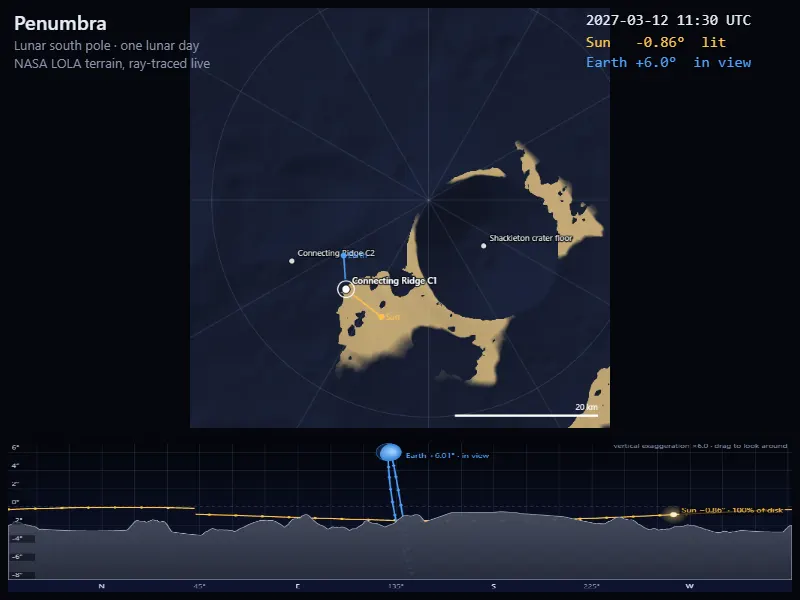 Penumbra
Lunar south pole · one lunar day
NASA LOLA terrain, ray-traced live
2027-03-12 11:30 UTC
Sun -0.86° lit
Earth +6.0° in view
Shackleton crater floor
Connecting Ridge C2
Connecting Ridge C1
Sun
20 km
vertical exaggeration ×6.0 · drag to look around
6°
4°
2°
0°
-2°
-4°
-6°
-8°
Earth +6.01° · in view
Sun -0.86° · 100% of disk
N 45° E 135° S 225° W